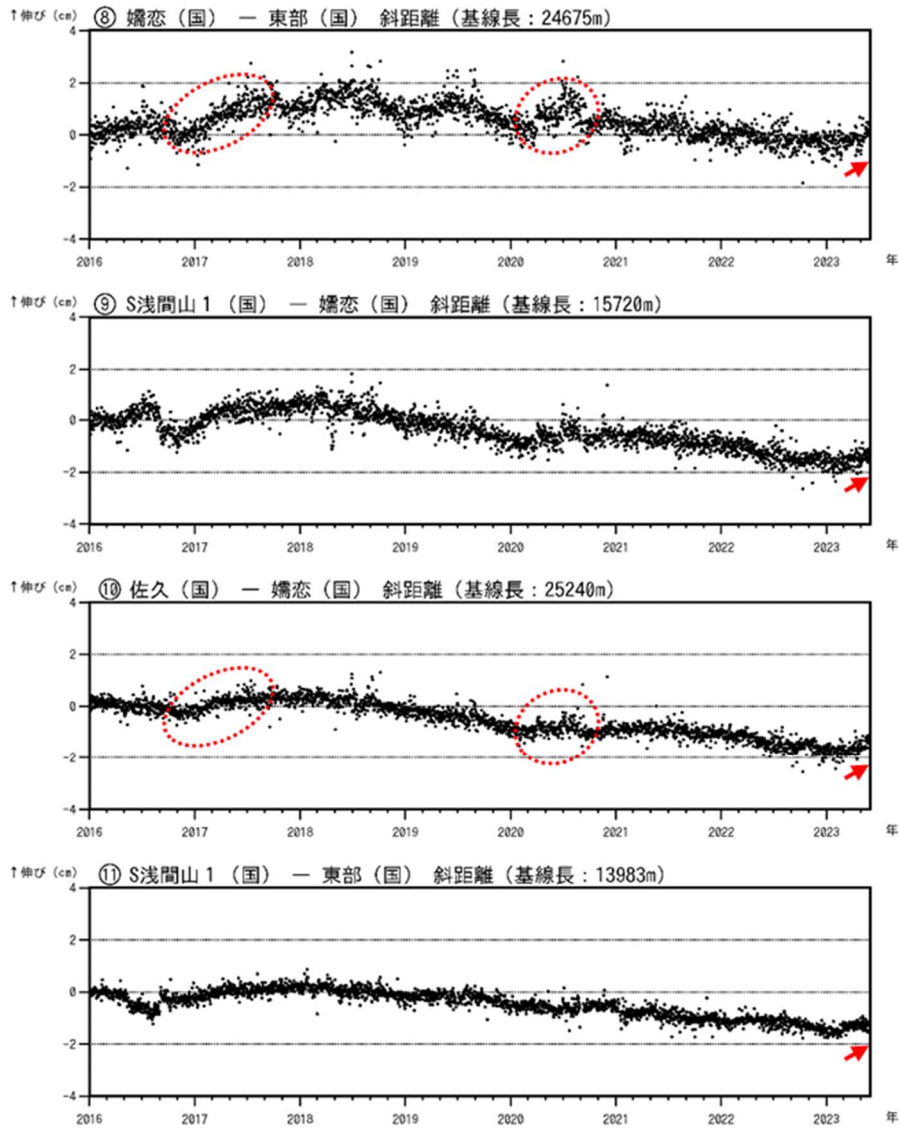 ↑伸び（cm） ⑧ 嬬恋（国） ― 東部（国） 斜距離（基線長：24675m）
4
2
0
-2
-4
2016 2017 2018 2019 2020 2021 2022 2023 年
↑伸び（cm） ⑨ S浅間山１（国） ― 嬬恋（国） 斜距離（基線長：15720m）
4
2
0
-2
-4
2016 2017 2018 2019 2020 2021 2022 2023 年
↑伸び（cm） ⑩ 佐久（国） ― 嬬恋（国） 斜距離（基線長：25240m）
4
2
0
-2
-4
2016 2017 2018 2019 2020 2021 2022 2023 年
↑伸び（cm） ⑪ S浅間山１（国） ― 東部（国） 斜距離（基線長：13983m）
4
2
0
-2
-4
2016 2017 2018 2019 2020 2021 2022 2023 年